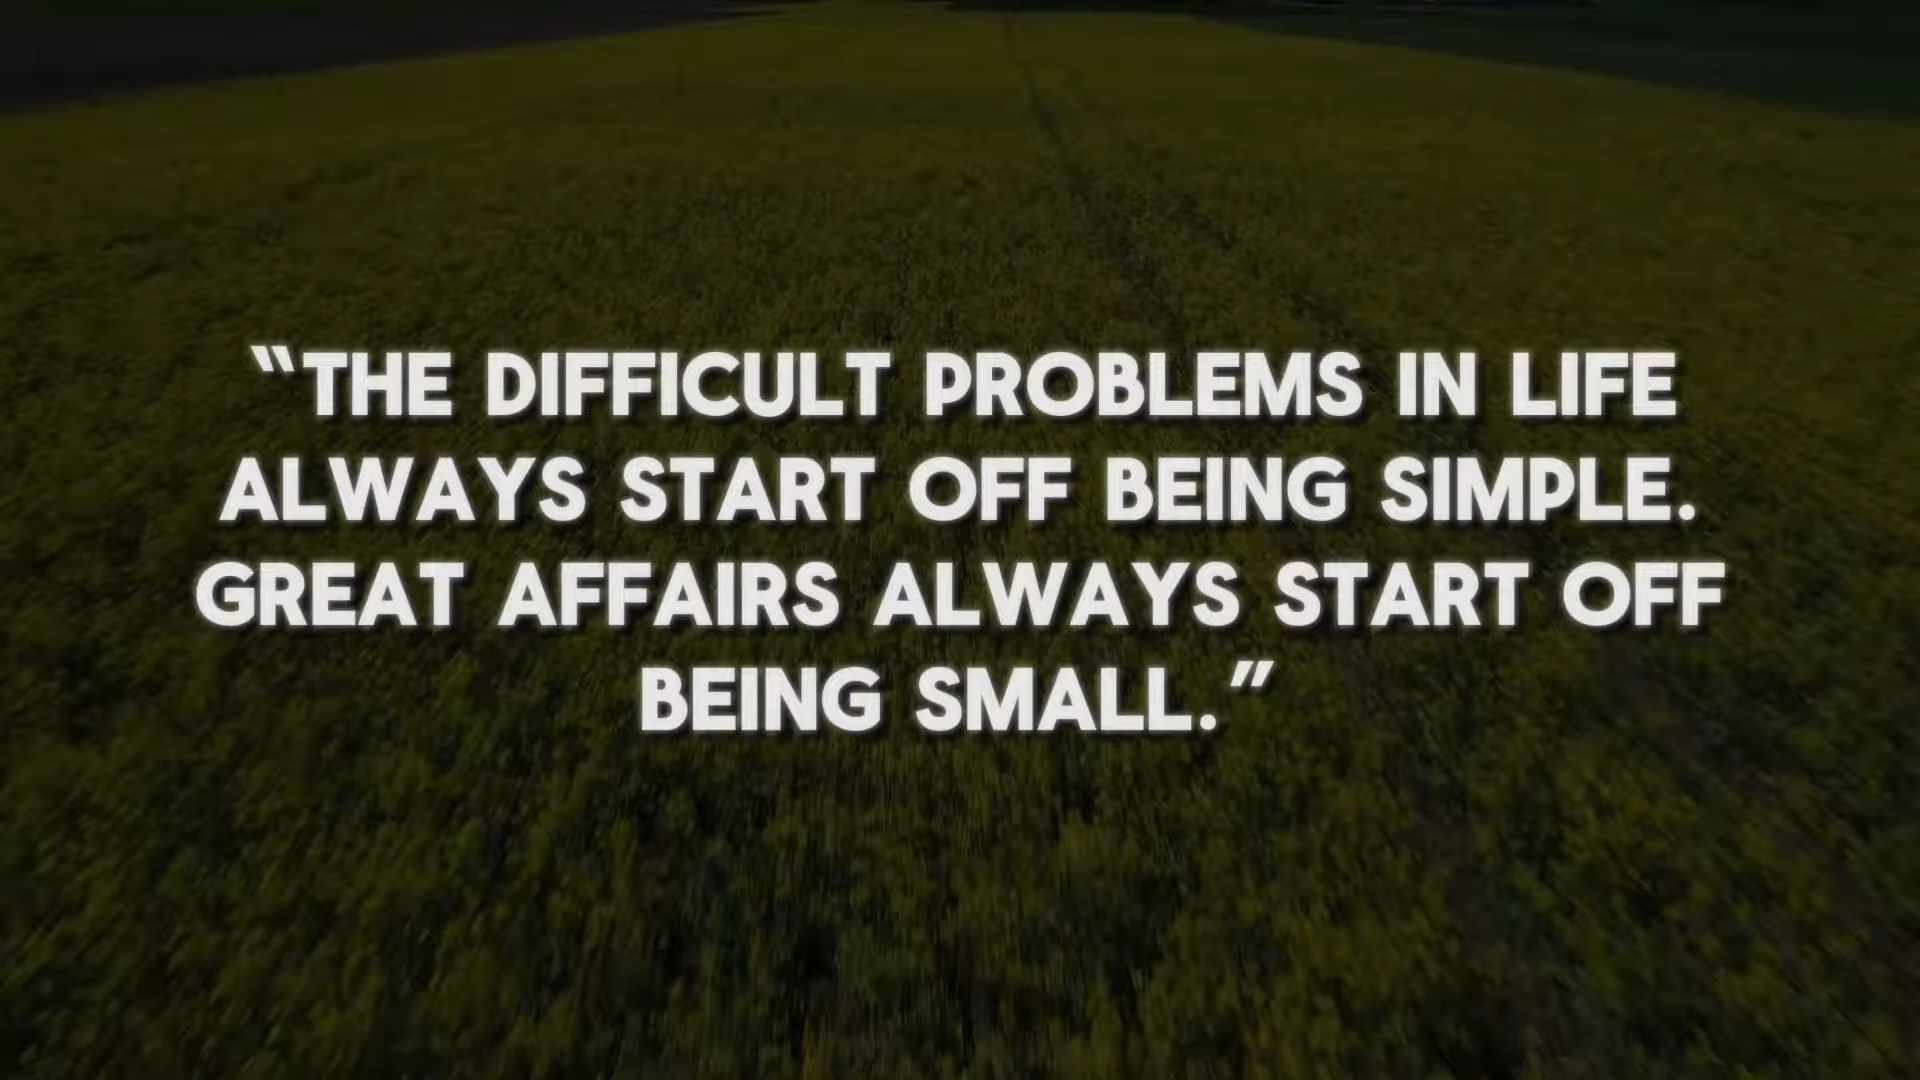 “THE DIFFICULT PROBLEMS IN LIFE
ALWAYS START OFF BEING SIMPLE.
GREAT AFFAIRS ALWAYS START OFF
BEING SMALL.”